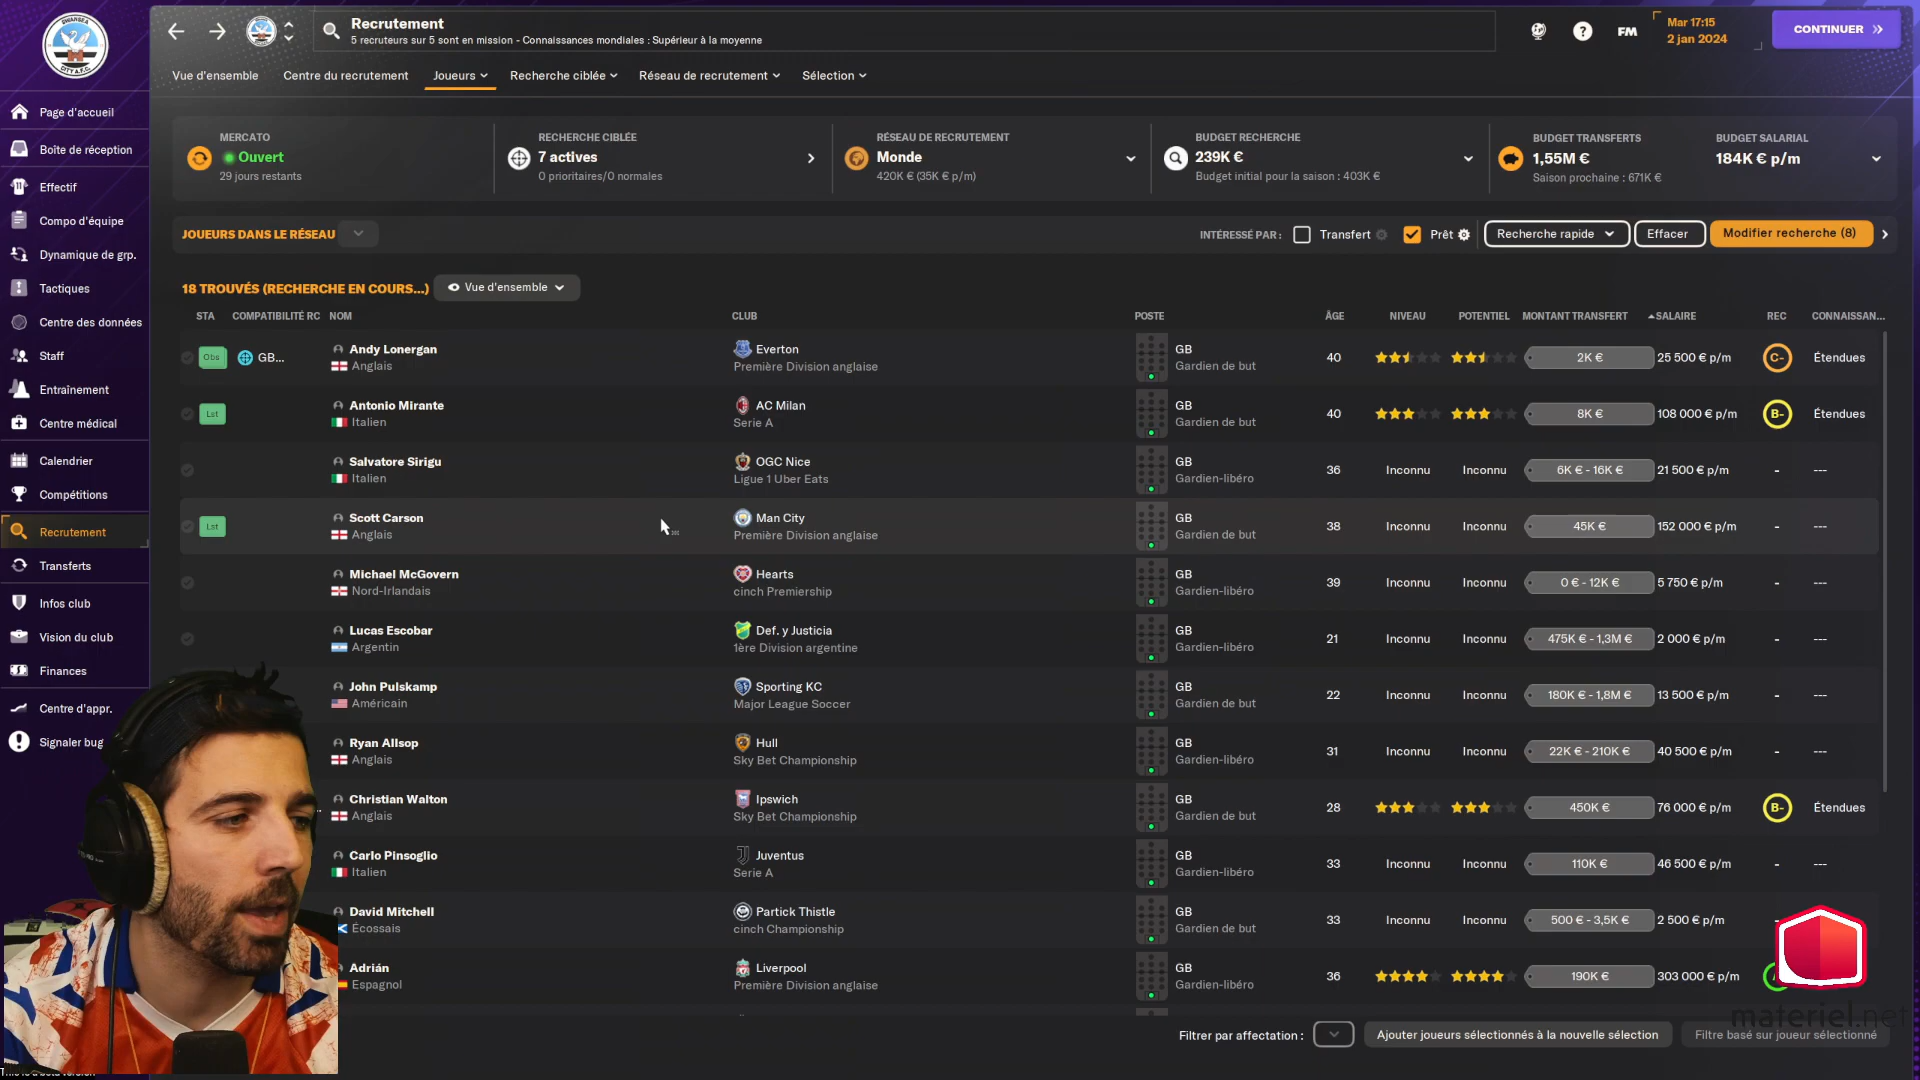 Recrutement
5 recruteurs sur 5 sont en mission - Connaissances mondiales : Supérieur à la moyenne
FM
Mar 17:15
2 jan 2024
CONTINUER
Vue d'ensemble
Centre du recrutement
Joueurs
Recherche ciblée
Réseau de recrutement
Sélection
Page d'accueil
Boîte de réception
Effectif
Compo d'équipe
Dynamique de grp.
Tactiques
Centre des données
Staff
Entraînement
Centre médical
Calendrier
Compétitions
Recrutement
Transferts
Infos club
Vision du club
Finances
Centre d'appr.
Signaler bug
MERCATO
Ouvert
29 jours restants
RECHERCHE CIBLÉE
7 actives
0 prioritaires/0 normales
RÉSEAU DE RECRUTEMENT
Monde
420K € (35K € p/m)
BUDGET RECHERCHE
239K €
Budget initial pour la saison : 403K €
BUDGET TRANSFERTS
1,55M €
Saison prochaine : 671K €
BUDGET SALARIAL
184K € p/m
JOUEURS DANS LE RÉSEAU
INTÉRESSÉ PAR :
Transfert
Prêt
Recherche rapide
Effacer
Modifier recherche (8)
18 TROUVÉS (RECHERCHE EN COURS...)
Vue d'ensemble
STA COMPATIBILITÉ RC NOM CLUB POSTE ÂGE NIVEAU POTENTIEL MONTANT TRANSFERT SALAIRE REC CONNAISSAN...
Obs GB... Andy Lonergan Everton GB 40 2K € 25 500 € p/m C- Étendues
Anglais Première Division anglaise Gardien de but
Lst Antonio Mirante AC Milan GB 40 8K € 108 000 € p/m B- Étendues
Italien Serie A Gardien de but
Salvatore Sirigu OGC Nice GB 36 Inconnu Inconnu 6K € - 16K € 21 500 € p/m - ---
Italien Ligue 1 Uber Eats Gardien-libéro
Lst Scott Carson Man City GB 38 Inconnu Inconnu 45K € 152 000 € p/m - ---
Anglais Première Division anglaise Gardien de but
Michael McGovern Hearts GB 39 Inconnu Inconnu 0 € - 12K € 5 750 € p/m - ---
Nord-Irlandais cinch Premiership Gardien-libéro
Lucas Escobar Def. y Justicia GB 21 Inconnu Inconnu 475K € - 1,3M € 2 000 € p/m - ---
Argentin 1ère Division argentine Gardien-libéro
John Pulskamp Sporting KC GB 22 Inconnu Inconnu 180K € - 1,8M € 13 500 € p/m - ---
Américain Major League Soccer Gardien de but
Ryan Allsop Hull GB 31 Inconnu Inconnu 22K € - 210K € 40 500 € p/m - ---
Anglais Sky Bet Championship Gardien-libéro
Christian Walton Ipswich GB 28 450K € 76 000 € p/m B- Étendues
Anglais Sky Bet Championship Gardien de but
Carlo Pinsoglio Juventus GB 33 Inconnu Inconnu 110K € 46 500 € p/m - ---
Italien Serie A Gardien-libéro
David Mitchell Partick Thistle GB 33 Inconnu Inconnu 500 € - 3,5K € 2 500 € p/m -
Écossais cinch Championship Gardien-libéro
Adrián Liverpool GB 36 190K € 303 000 € p/m
Espagnol Première Division anglaise Gardien-libéro
materiel.net
Filtrer par affectation :
Ajouter joueurs sélectionnés à la nouvelle sélection
Filtre basé sur joueur sélectionné